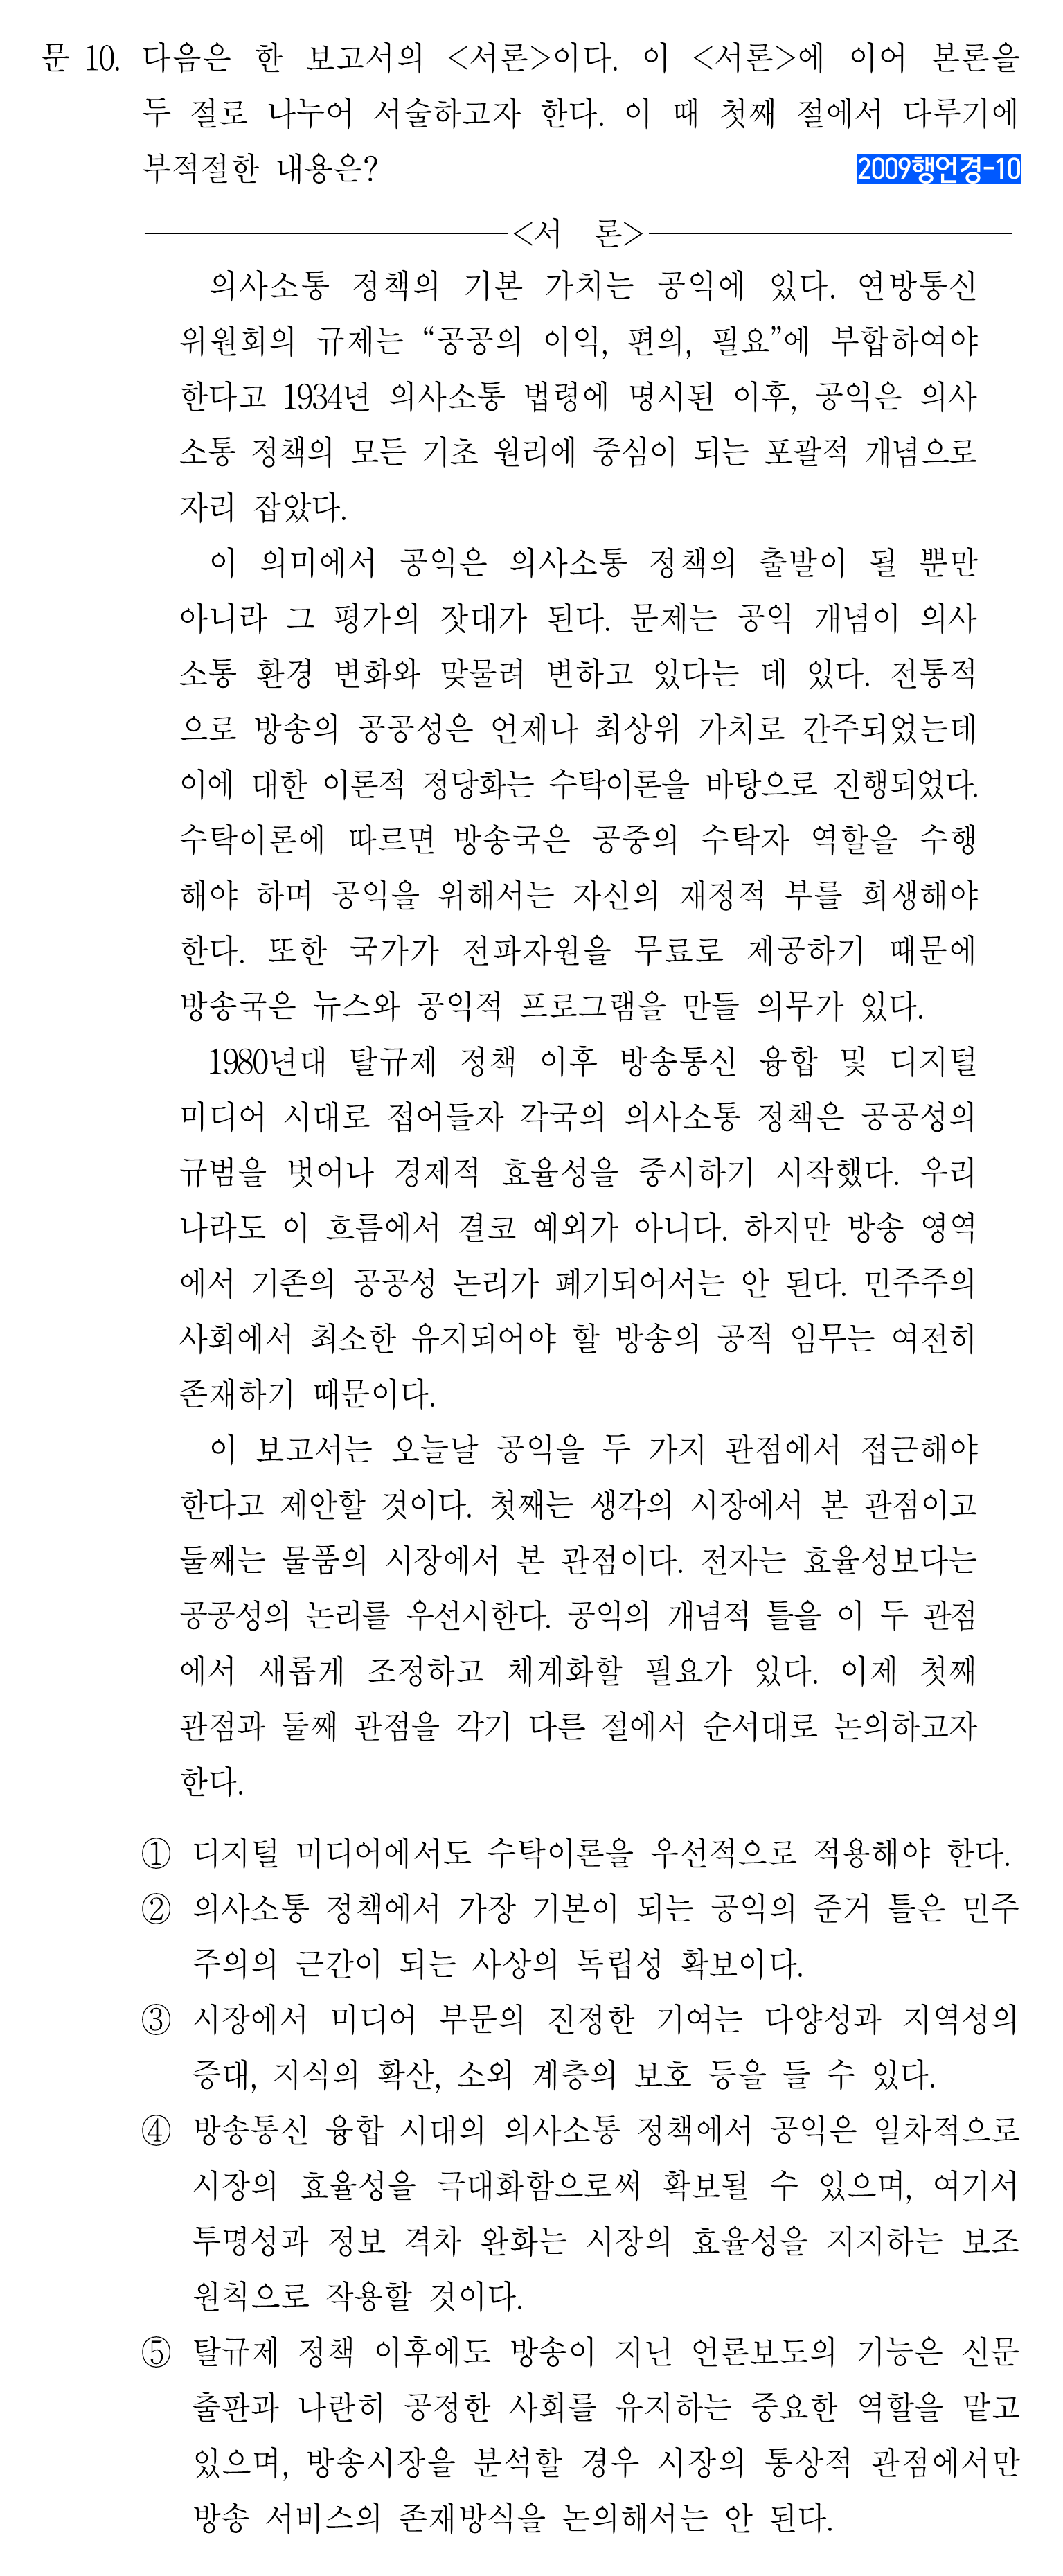 문 10. 다음은 한 보고서의 <서론>이다. 이 <서론>에 이어 본론을
두 절로 나누어 서술하고자 한다. 이 때 첫째 절에서 다루기에
부적절한 내용은?
2009행언경-10
<서 론>
의사소통 정책의 기본 가치는 공익에 있다. 연방통신
위원회의 규제는 “공공의 이익, 편의, 필요”에 부합하여야
한다고 1934년 의사소통 법령에 명시된 이후, 공익은 의사
소통 정책의 모든 기초 원리에 중심이 되는 포괄적 개념으로
자리 잡았다.
이 의미에서 공익은 의사소통 정책의 출발이 될 뿐만
아니라 그 평가의 잣대가 된다. 문제는 공익 개념이 의사
소통 환경 변화와 맞물려 변하고 있다는 데 있다. 전통적
으로 방송의 공공성은 언제나 최상위 가치로 간주되었는데
이에 대한 이론적 정당화는 수탁이론을 바탕으로 진행되었다.
수탁이론에 따르면 방송국은 공중의 수탁자 역할을 수행
해야 하며 공익을 위해서는 자신의 재정적 부를 희생해야
한다. 또한 국가가 전파자원을 무료로 제공하기 때문에
방송국은 뉴스와 공익적 프로그램을 만들 의무가 있다.
1980년대 탈규제 정책 이후 방송통신 융합 및 디지털
미디어 시대로 접어들자 각국의 의사소통 정책은 공공성의
규범을 벗어나 경제적 효율성을 중시하기 시작했다. 우리
나라도 이 흐름에서 결코 예외가 아니다. 하지만 방송 영역
에서 기존의 공공성 논리가 폐기되어서는 안 된다. 민주주의
사회에서 최소한 유지되어야 할 방송의 공적 임무는 여전히
존재하기 때문이다.
이 보고서는 오늘날 공익을 두 가지 관점에서 접근해야
한다고 제안할 것이다. 첫째는 생각의 시장에서 본 관점이고
둘째는 물품의 시장에서 본 관점이다. 전자는 효율성보다는
공공성의 논리를 우선시한다. 공익의 개념적 틀을 이 두 관점
에서 새롭게 조정하고 체계화할 필요가 있다. 이제 첫째
관점과 둘째 관점을 각기 다른 절에서 순서대로 논의하고자
한다.
① 디지털 미디어에서도 수탁이론을 우선적으로 적용해야 한다.
② 의사소통 정책에서 가장 기본이 되는 공익의 준거 틀은 민주
주의의 근간이 되는 사상의 독립성 확보이다.
③ 시장에서 미디어 부문의 진정한 기여는 다양성과 지역성의
증대, 지식의 확산, 소외 계층의 보호 등을 들 수 있다.
④ 방송통신 융합 시대의 의사소통 정책에서 공익은 일차적으로
시장의 효율성을 극대화함으로써 확보될 수 있으며, 여기서
투명성과 정보 격차 완화는 시장의 효율성을 지지하는 보조
원칙으로 작용할 것이다.
⑤ 탈규제 정책 이후에도 방송이 지닌 언론보도의 기능은 신문
출판과 나란히 공정한 사회를 유지하는 중요한 역할을 맡고
있으며, 방송시장을 분석할 경우 시장의 통상적 관점에서만
방송 서비스의 존재방식을 논의해서는 안 된다.